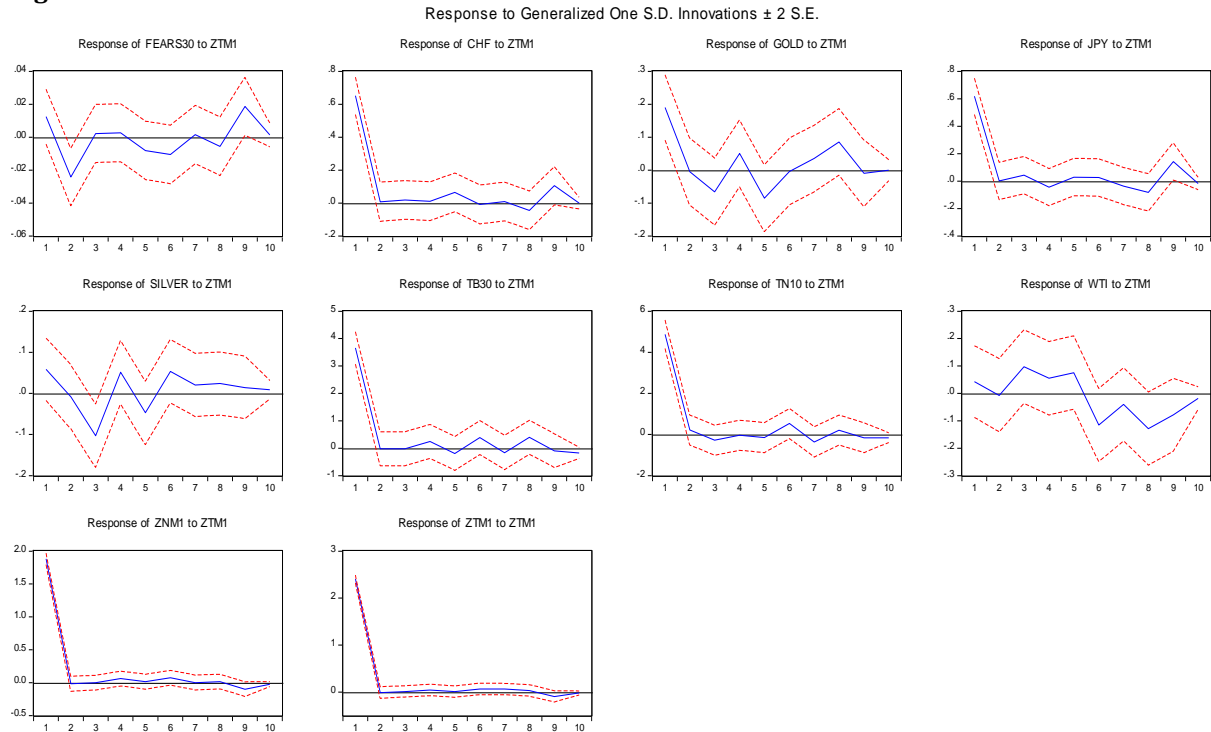 Response to Generalized One S.D. Innovations ± 2 S.E.
Response of FEARS30 to ZTM1
.04
.02
.00
-.02
-.04
-.06
1 2 3 4 5 6 7 8 9 10
Response of CHF to ZTM1
.8
.6
.4
.2
.0
-.2
1 2 3 4 5 6 7 8 9 10
Response of GOLD to ZTM1
.3
.2
.1
.0
-.1
-.2
1 2 3 4 5 6 7 8 9 10
Response of JPY to ZTM1
.8
.6
.4
.2
.0
-.2
-.4
1 2 3 4 5 6 7 8 9 10
Response of SILVER to ZTM1
.2
.1
.0
-.1
-.2
1 2 3 4 5 6 7 8 9 10
Response of TB30 to ZTM1
5
4
3
2
1
0
-1
1 2 3 4 5 6 7 8 9 10
Response of TN10 to ZTM1
6
4
2
0
-2
1 2 3 4 5 6 7 8 9 10
Response of WTI to ZTM1
.3
.2
.1
.0
-.1
-.2
-.3
1 2 3 4 5 6 7 8 9 10
Response of ZNM1 to ZTM1
2.0
1.5
1.0
0.5
0.0
-0.5
1 2 3 4 5 6 7 8 9 10
Response of ZTM1 to ZTM1
3
2
1
0
1 2 3 4 5 6 7 8 9 10